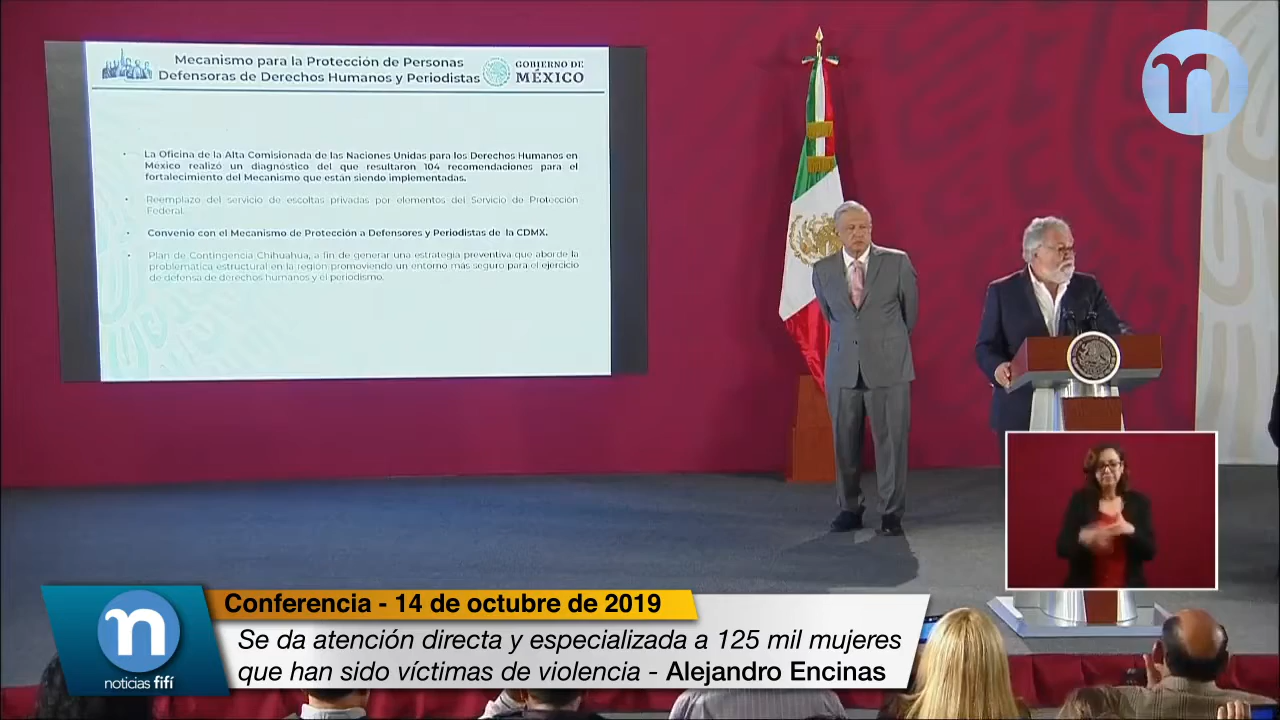 Mecanismo para la Protección de Personas
Defensoras de Derechos Humanos y Periodistas
GOBIERNO DE
MÉXICO
• La Oficina de la Alta Comisionada de las Naciones Unidas para los Derechos Humanos en
México realizó un diagnóstico del que resultaron 104 recomendaciones para el
fortalecimiento del Mecanismo que están siendo implementadas.
• Reemplazo del servicio de escoltas privadas por elementos del Servicio de Protección
Federal.
• Convenio con el Mecanismo de Protección a Defensores y Periodistas de la CDMX.
• Plan de Contingencia Chihuahua, a fin de generar una estrategia preventiva que aborde la
problemática estructural en la región promoviendo un entorno más seguro para el ejercicio
de defensa de derechos humanos y el periodismo.
n
n
noticias fifí
Conferencia - 14 de octubre de 2019
Se da atención directa y especializada a 125 mil mujeres
que han sido víctimas de violencia - Alejandro Encinas